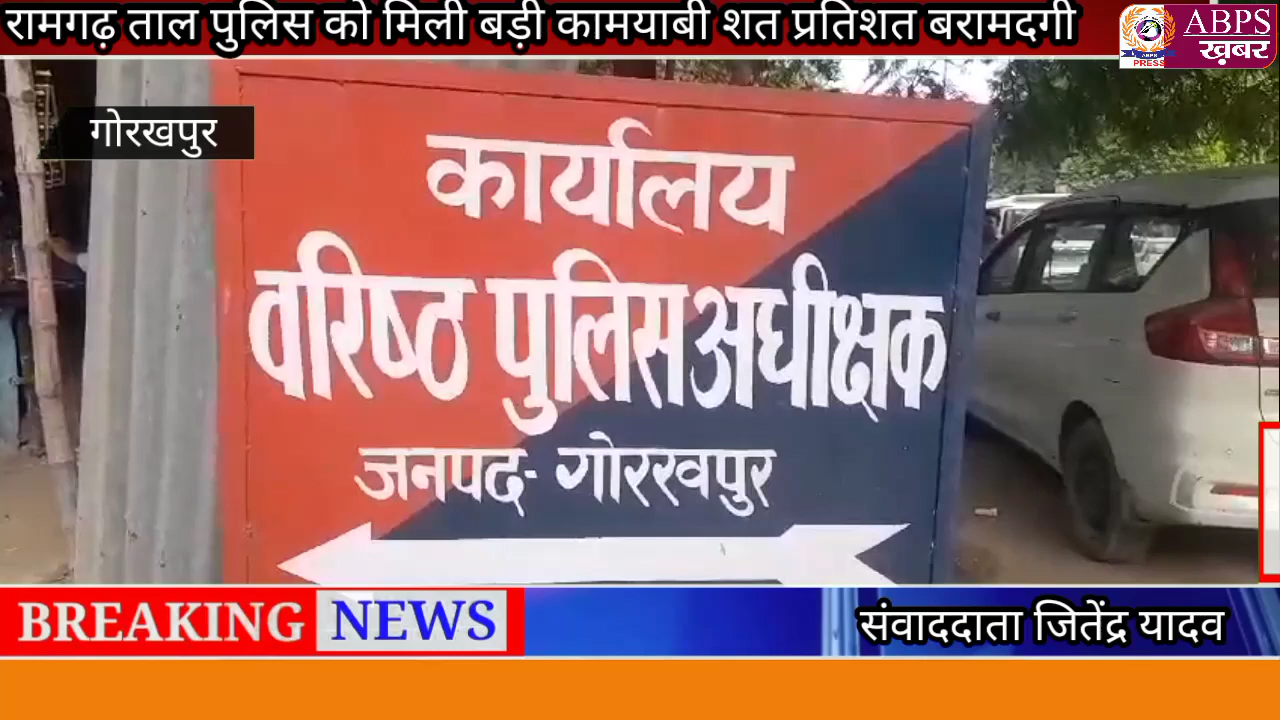 रामगढ़ ताल पुलिस को मिली बड़ी कामयाबी शत प्रतिशत बरामदगी
ABPS
ख़बर
PRESS
गोरखपुर
कार्यालय
वरिष्ठ पुलिस अधीक्षक
जनपद- गोरखपुर
BREAKING NEWS
संवाददाता जितेंद्र यादव